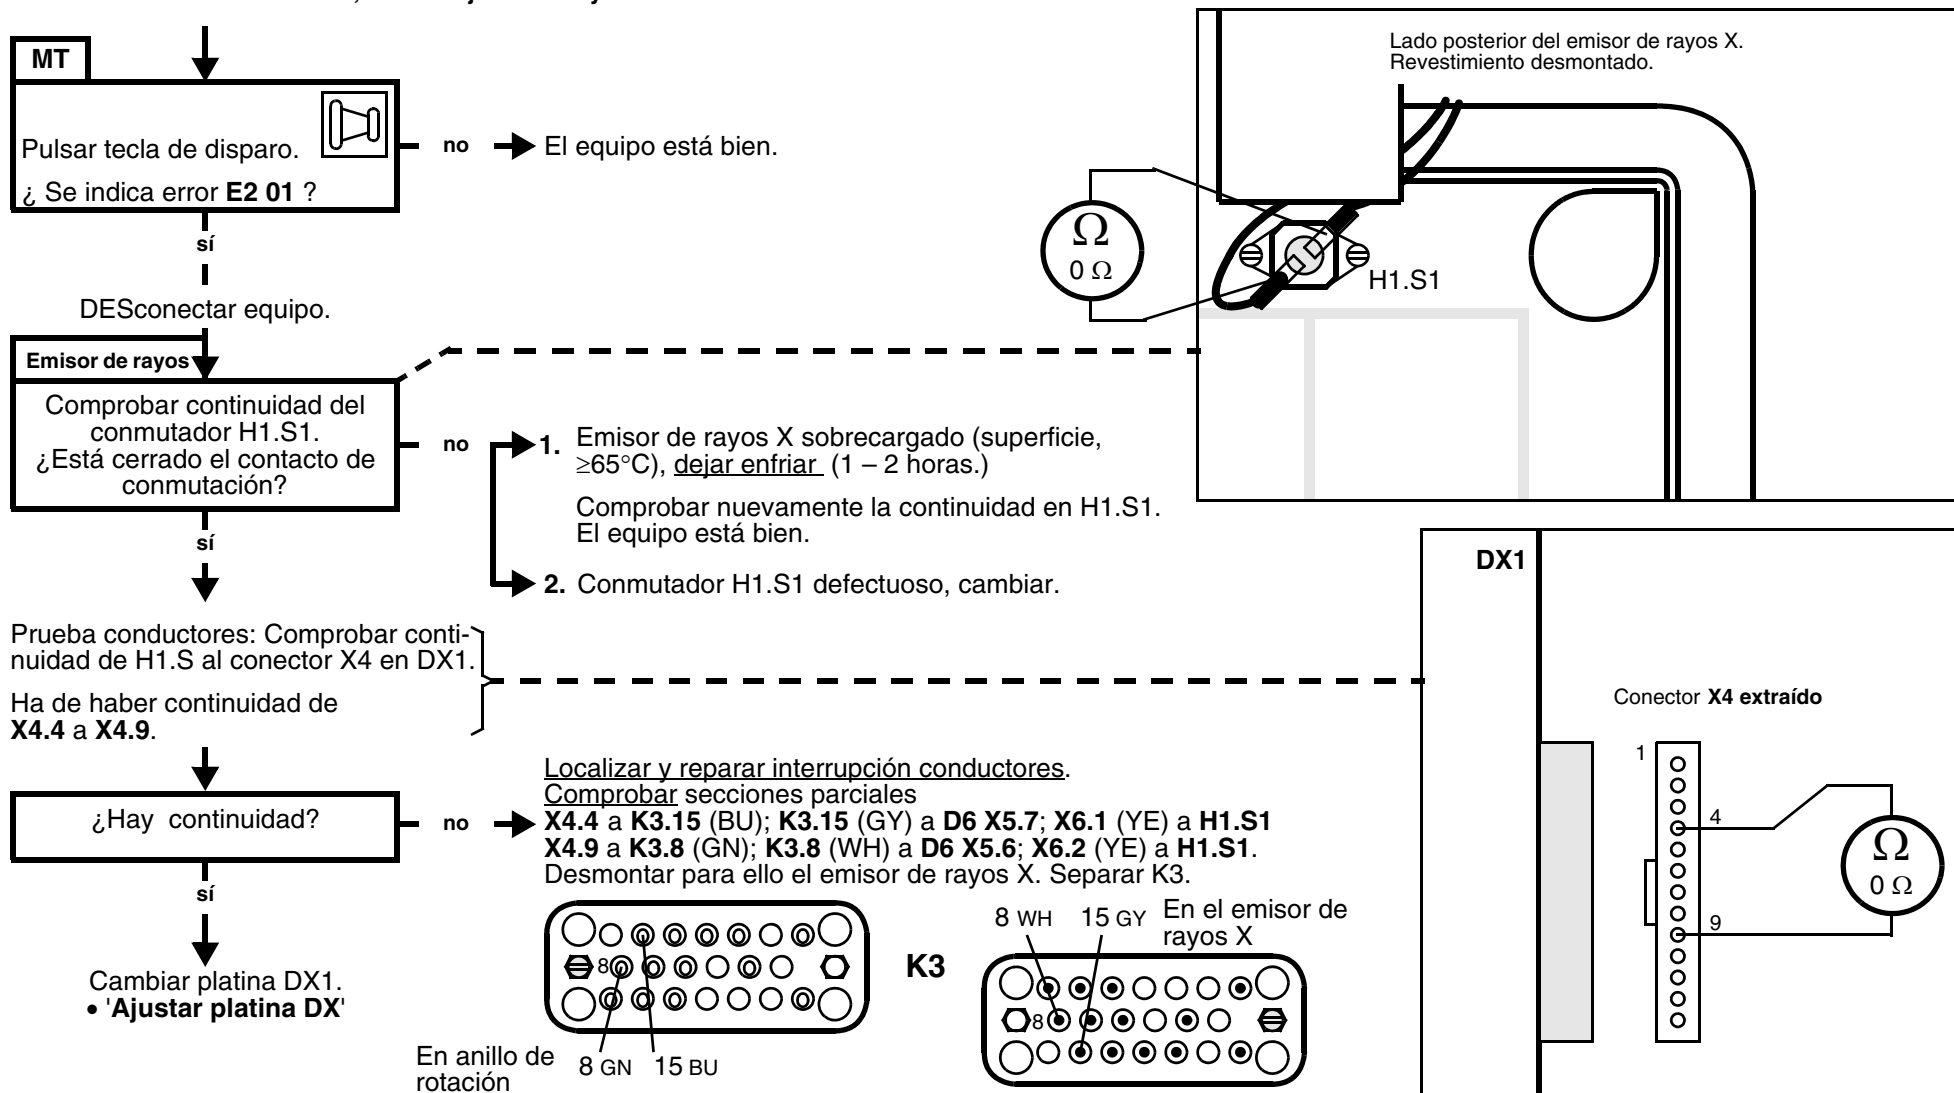 MT
Pulsar tecla de disparo.
¿ Se indica error E2 01 ?
no
El equipo está bien.
sí
DESconectar equipo.
Emisor de rayos
Comprobar continuidad del
conmutador H1.S1.
¿Está cerrado el contacto de
conmutación?
no
1. Emisor de rayos X sobrecargado (superficie,
≥65°C), dejar enfriar (1 – 2 horas.)
Comprobar nuevamente la continuidad en H1.S1.
El equipo está bien.
2. Conmutador H1.S1 defectuoso, cambiar.
sí
Prueba conductores: Comprobar conti-
nuidad de H1.S al conector X4 en DX1.
Ha de haber continuidad de
X4.4 a X4.9.
¿Hay continuidad?
no
Localizar y reparar interrupción conductores.
Comprobar secciones parciales
X4.4 a K3.15 (BU); K3.15 (GY) a D6 X5.7; X6.1 (YE) a H1.S1
X4.9 a K3.8 (GN); K3.8 (WH) a D6 X5.6; X6.2 (YE) a H1.S1.
Desmontar para ello el emisor de rayos X. Separar K3.
sí
Cambiar platina DX1.
• 'Ajustar platina DX'
8
En anillo de
rotación
8 GN 15 BU
K3
8 WH 15 GY
En el emisor de
rayos X
8
Lado posterior del emisor de rayos X.
Revestimiento desmontado.
Ω
0 Ω
H1.S1
DX1
Conector X4 extraído
1
4
9
Ω
0 Ω